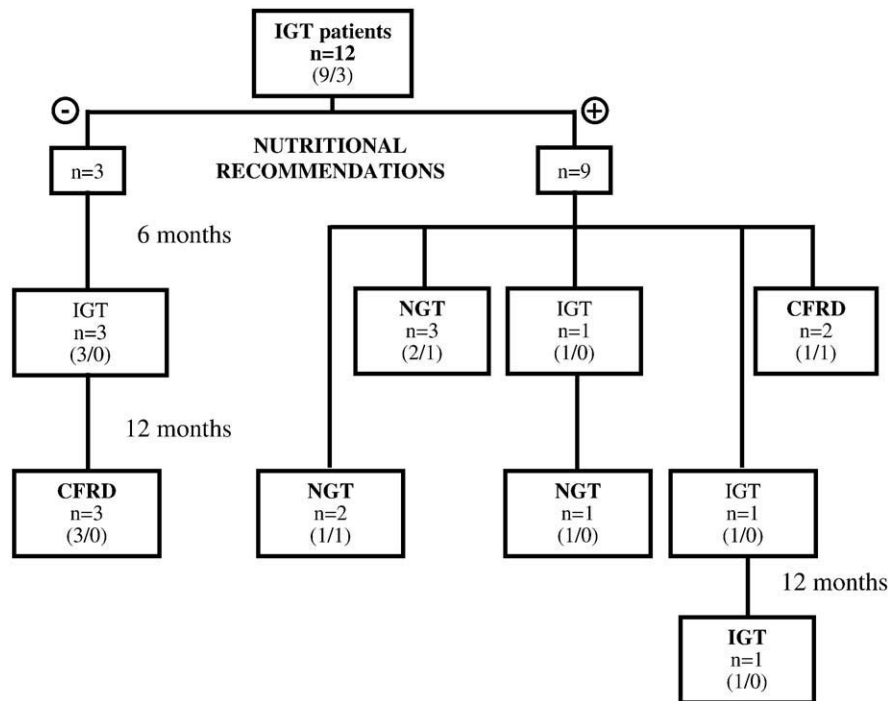 IGT patients
n=12
(9/3)
-
+
NUTRITIONAL
RECOMMENDATIONS
n=3
n=9
6 months
IGT
n=3
(3/0)
NGT
n=3
(2/1)
IGT
n=1
(1/0)
CFRD
n=2
(1/1)
12 months
CFRD
n=3
(3/0)
NGT
n=2
(1/1)
NGT
n=1
(1/0)
IGT
n=1
(1/0)
12 months
IGT
n=1
(1/0)